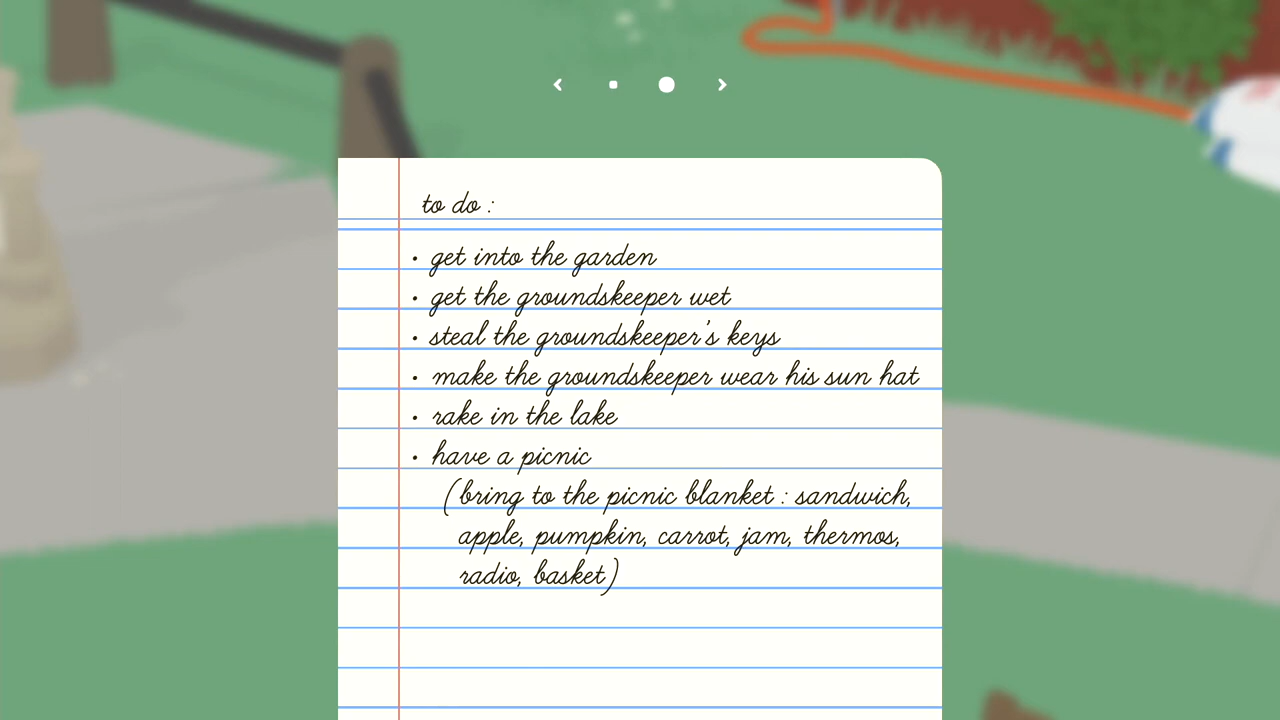 to do :
• get into the garden
• get the groundskeeper wet
• steal the groundskeeper's keys
• make the groundskeeper wear his sun hat
• rake in the lake
• have a picnic
(bring to the picnic blanket : sandwich,
apple, pumpkin, carrot, jam, thermos,
radio, basket)